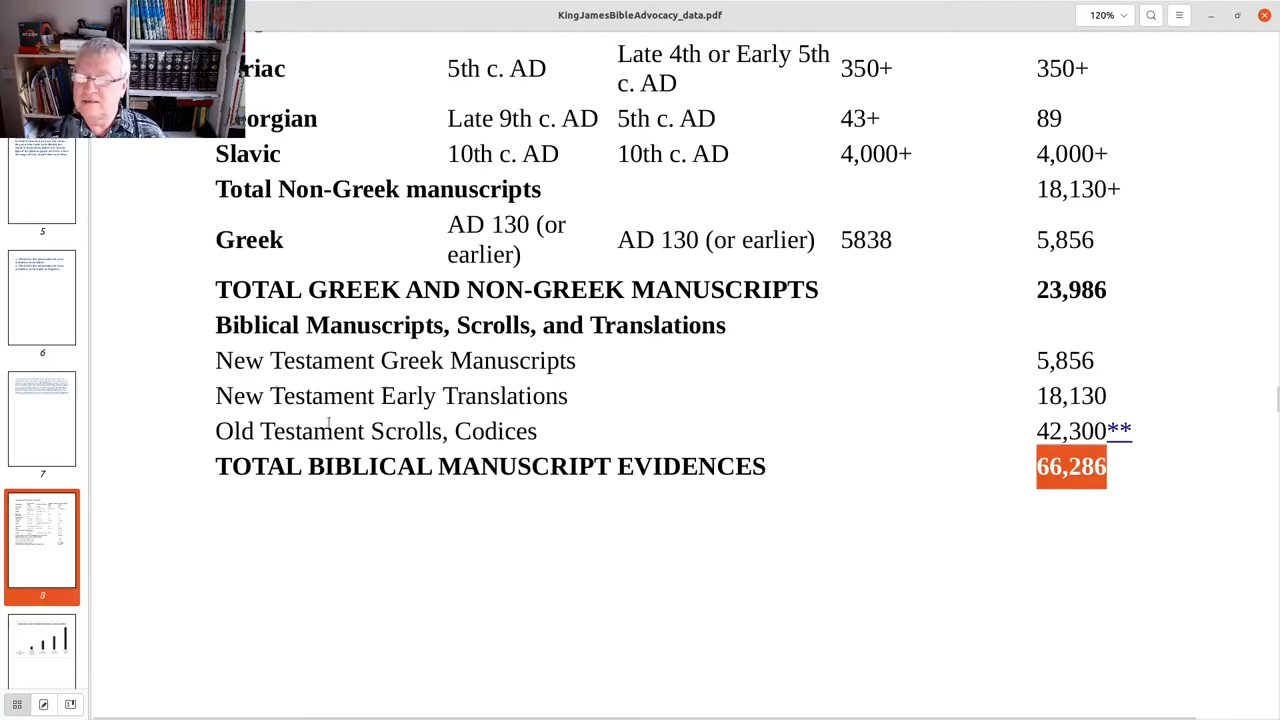 KingJamesBibleAdvocacy_data.pdf
120%
Late 4th or Early 5th
riac 5th c. AD c. AD 350+ 350+
orgian Late 9th c. AD 5th c. AD 43+ 89
Slavic 10th c. AD 10th c. AD 4,000+ 4,000+
Total Non-Greek manuscripts 18,130+
AD 130 (or
Greek earlier) AD 130 (or earlier) 5838 5,856
TOTAL GREEK AND NON-GREEK MANUSCRIPTS 23,986
Biblical Manuscripts, Scrolls, and Translations
New Testament Greek Manuscripts 5,856
New Testament Early Translations 18,130
Old Testament Scrolls, Codices 42,300**
TOTAL BIBLICAL MANUSCRIPT EVIDENCES 66,286
5
6
7
8